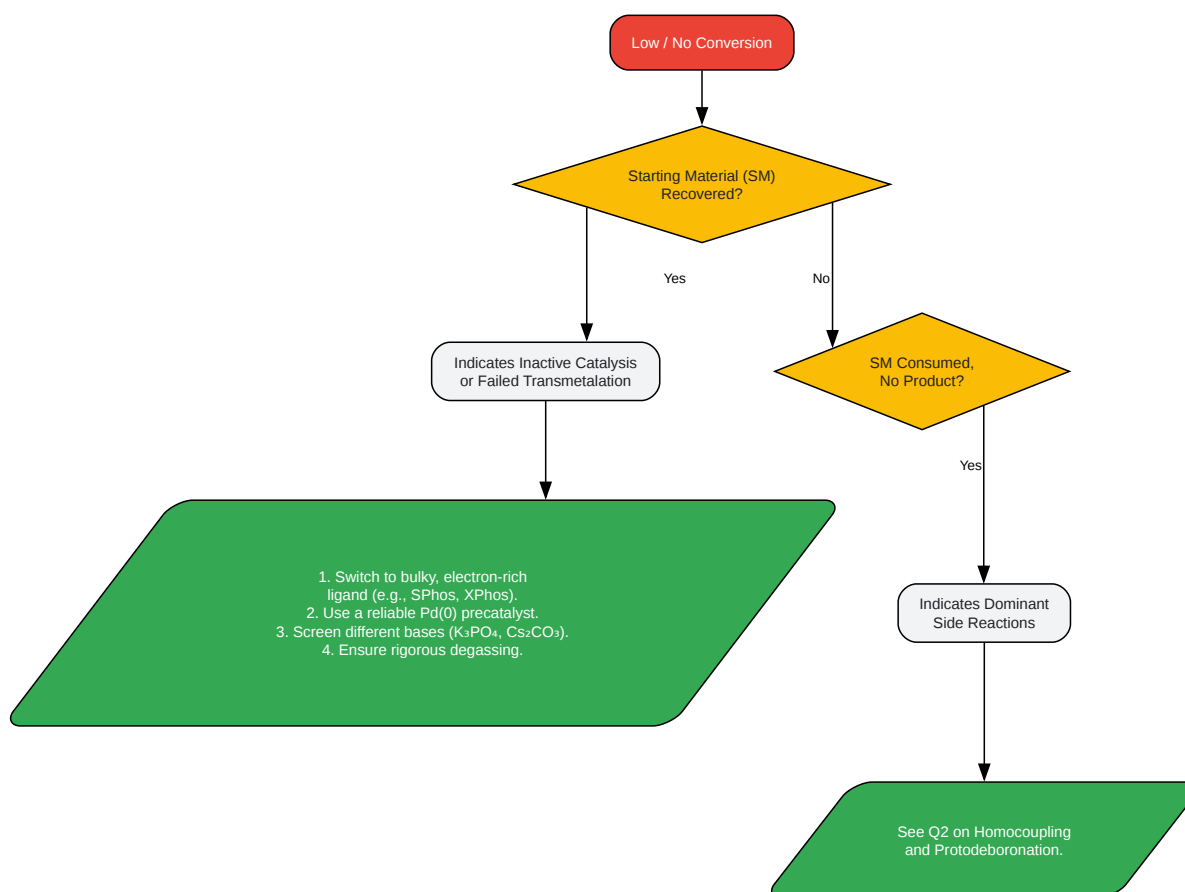 Low / No Conversion
Starting Material (SM)
Recovered?
Yes
No
Indicates Inactive Catalysis
or Failed Transmetalation
SM Consumed,
No Product?
Yes
1. Switch to bulky, electron-rich
ligand (e.g., SPhos, XPhos).
2. Use a reliable Pd(0) precatalyst.
3. Screen different bases (K₃PO₄, Cs₂CO₃).
4. Ensure rigorous degassing.
Indicates Dominant
Side Reactions
See Q2 on Homocoupling
and Protodeboronation.